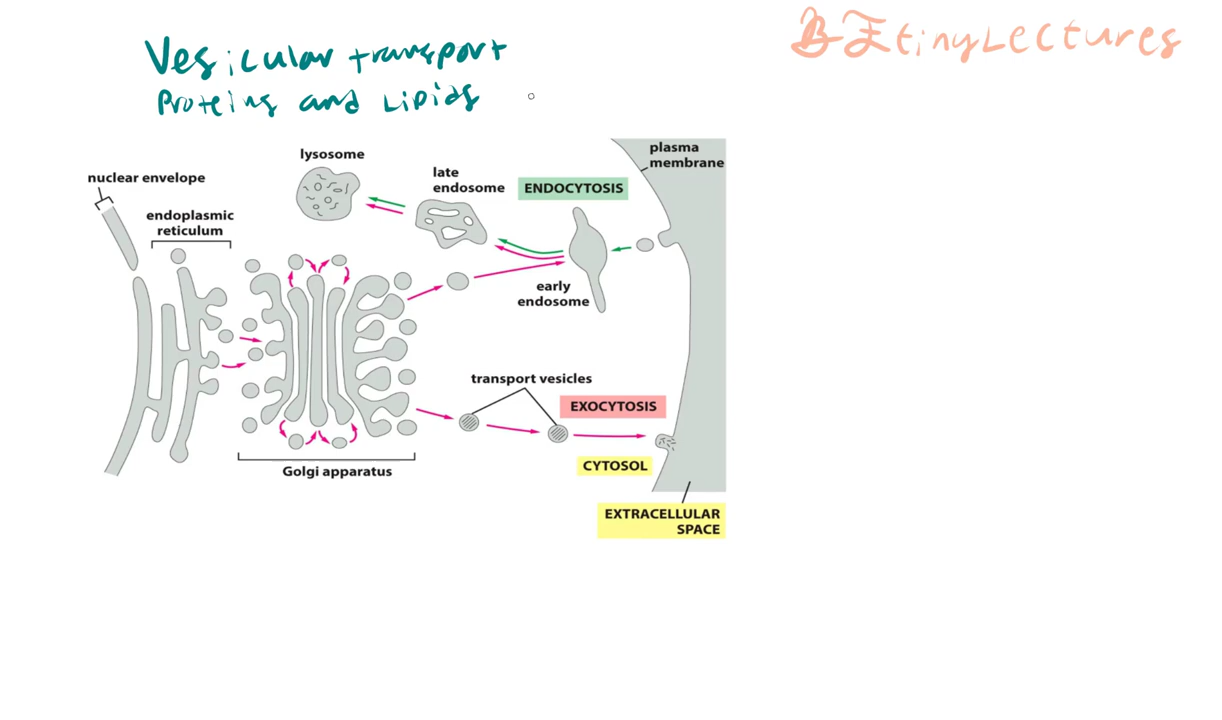 Vesicular transport
Proteins and Lipids
tinyLectures
plasma
membrane
lysosome
late
endosome
ENDOCYTOSIS
nuclear envelope
endoplasmic
reticulum
early
endosome
transport vesicles
EXOCYTOSIS
CYTOSOL
Golgi apparatus
EXTRACELLULAR
SPACE